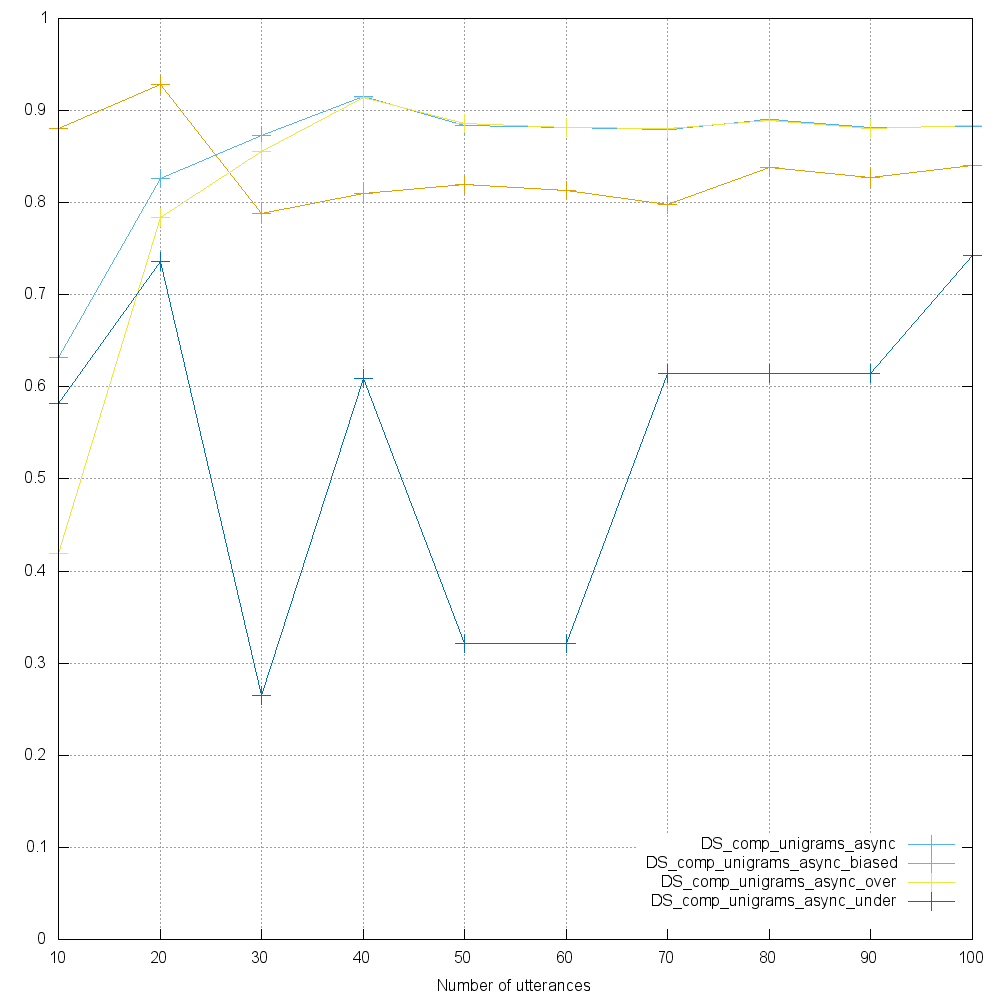 1
0.9
0.8
0.7
0.6
0.5
0.4
0.3
0.2
0.1
0
DS_comp_unigrams_async
DS_comp_unigrams_async_biased
DS_comp_unigrams_async_over
DS_comp_unigrams_async_under
10 20 30 40 50 60 70 80 90 100
Number of utterances